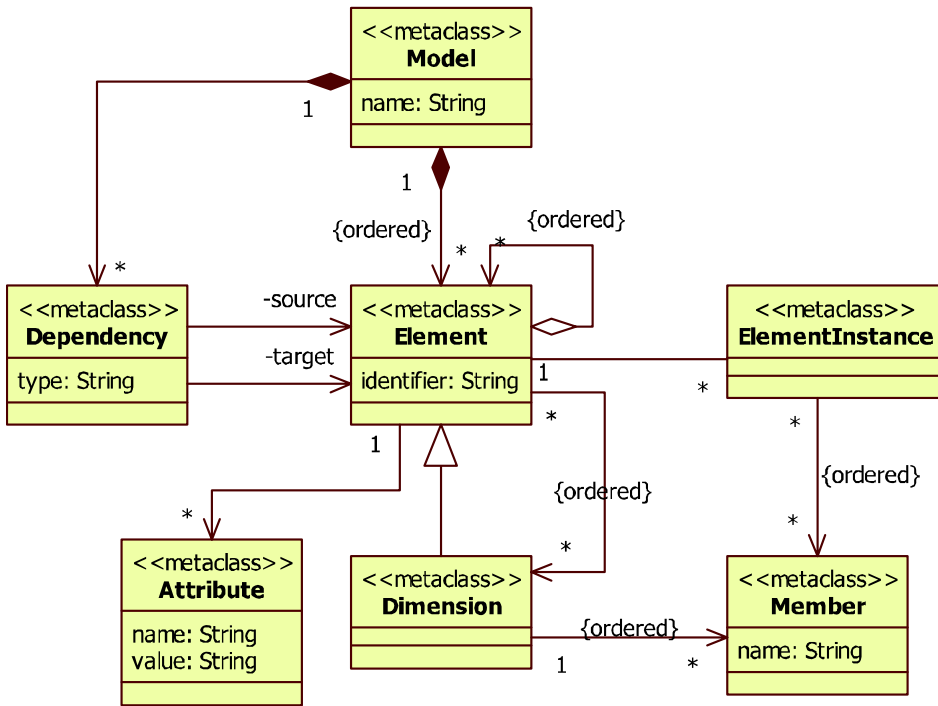 <<metaclass>>
Model
name: String
1
1
{ordered}
*
{ordered}
*
*
<<metaclass>>
Dependency
type: String
-source
-target
<<metaclass>>
Element
identifier: String
<<metaclass>>
ElementInstance
1
*
*
*
{ordered}
*
1
*
{ordered}
*
<<metaclass>>
Attribute
name: String
value: String
<<metaclass>>
Dimension
{ordered}
1
*
<<metaclass>>
Member
name: String